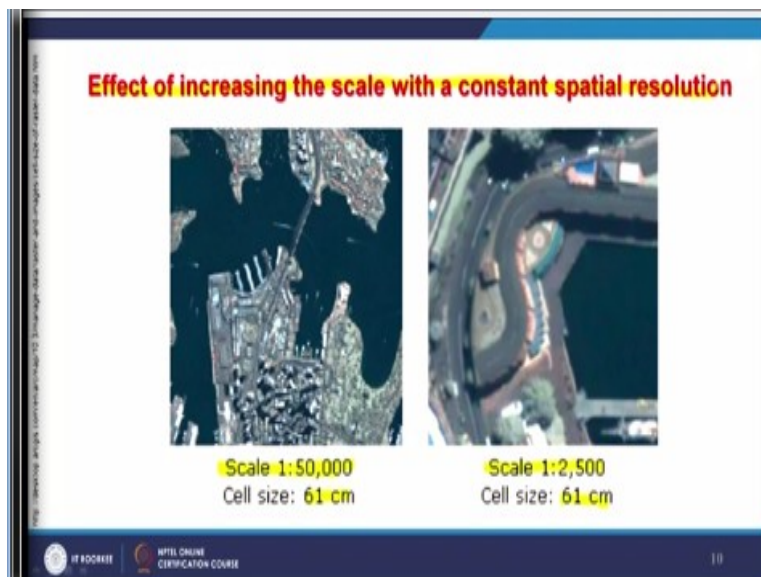 Effect of increasing the scale with a constant spatial resolution
Scale 1:50,000
Cell size: 61 cm
Scale 1:2,500
Cell size: 61 cm
IIT ROORKEE
NPTEL ONLINE
CERTIFICATION COURSE
10